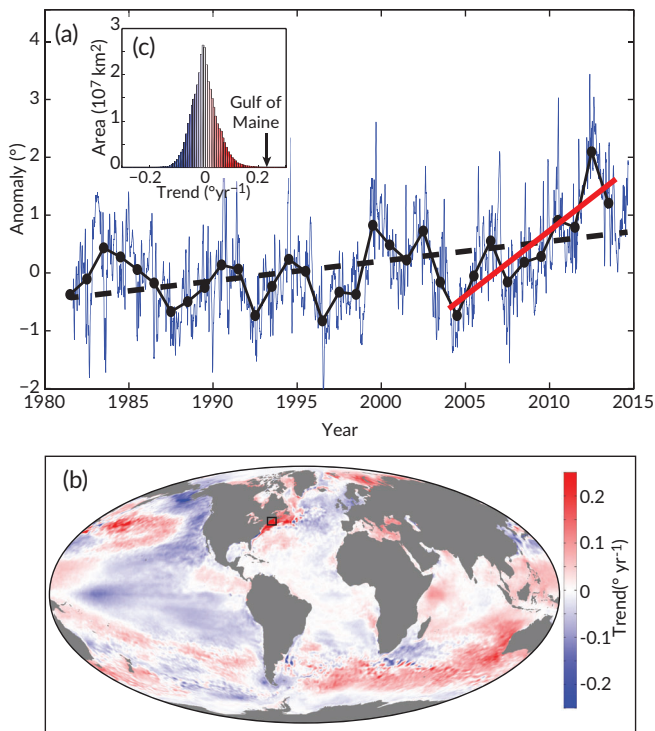 (a)
(c)
Area (10⁷ km²)
3
2
1
0
Gulf of
Maine
−0.2
0
0.2
Trend (°yr⁻¹)
Anomaly (°)
4
3
2
1
0
−1
−2
1980
1985
1990
1995
2000
2005
2010
2015
Year
(b)
0.2
0.1
0
-0.1
-0.2
Trend(° yr⁻¹)